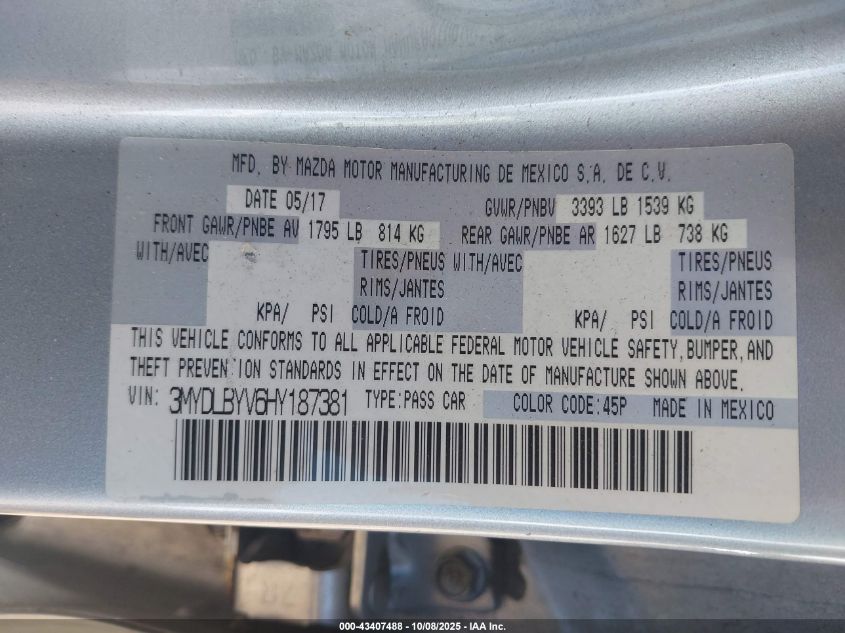 MFD. BY MAZDA MOTOR MANUFACTURING DE MEXICO S.A. DE C.V.
DATE 05/17 GVWR/PNBV 3393 LB 1539 KG
FRONT GAWR/PNBE AV 1795 LB 814 KG REAR GAWR/PNBE AR 1627 LB 738 KG
WITH/AVEC TIRES/PNEUS WITH/AVEC TIRES/PNEUS
RIMS/JANTES RIMS/JANTES
KPA/ PSI COLD/A FROID KPA/ PSI COLD/A FROID
THIS VEHICLE CONFORMS TO ALL APPLICABLE FEDERAL MOTOR VEHICLE SAFETY, BUMPER, AND
THEFT PREVENTION STANDARDS IN EFFECT ON THE DATE OF MANUFACTURE SHOWN ABOVE.
VIN: 3MYDLBYV6HY187381 TYPE:PASS CAR COLOR CODE:45P MADE IN MEXICO
000-43407488 - 10/08/2025 - IAA Inc.